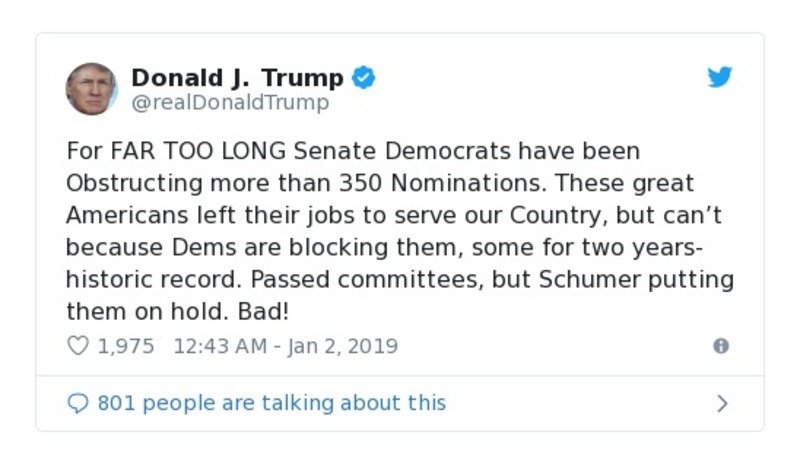 Donald J. Trump
@realDonaldTrump
For FAR TOO LONG Senate Democrats have been
Obstructing more than 350 Nominations. These great
Americans left their jobs to serve our Country, but can’t
because Dems are blocking them, some for two years-
historic record. Passed committees, but Schumer putting
them on hold. Bad!
1,975 12:43 AM - Jan 2, 2019
801 people are talking about this